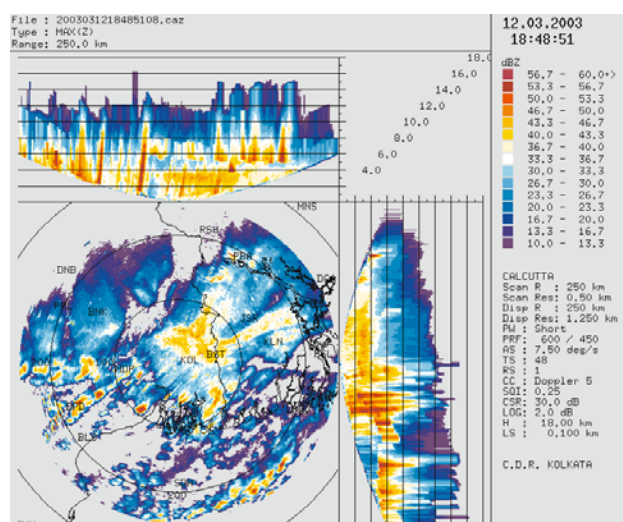 File : 2003031218485108.caz
Type : MAX(Z)
Range: 250.0 km
18.0
16.0
14.0
12.0
10.0
8.0
6.0
4.0
MNS
RSH
PBN
DNB
BNK
JSR
KOL
BGT
KLN
MDP
BLS
12.03.2003
18:48:51
dBZ
56.7 - 60.0+>
53.3 - 56.7
50.0 - 53.3
46.7 - 50.0
43.3 - 46.7
40.0 - 43.3
36.7 - 40.0
33.3 - 36.7
30.0 - 33.3
26.7 - 30.0
23.3 - 26.7
20.0 - 23.3
16.7 - 20.0
13.3 - 16.7
10.0 - 13.3
CALCUTTA
Scan R : 250 km
Scan Res: 0.50 km
Disp R : 250 km
Disp Res: 1.250 km
PW : Short
PRF: 600 / 450
AS : 7.50 deg/s
TS : 48
RS : 1
CC : Doppler 5
SQI: 0.25
CSR: 30.0 dB
LOG: 2.0 dB
H : 18.00 km
LS : 0.100 km
C.D.R. KOLKATA